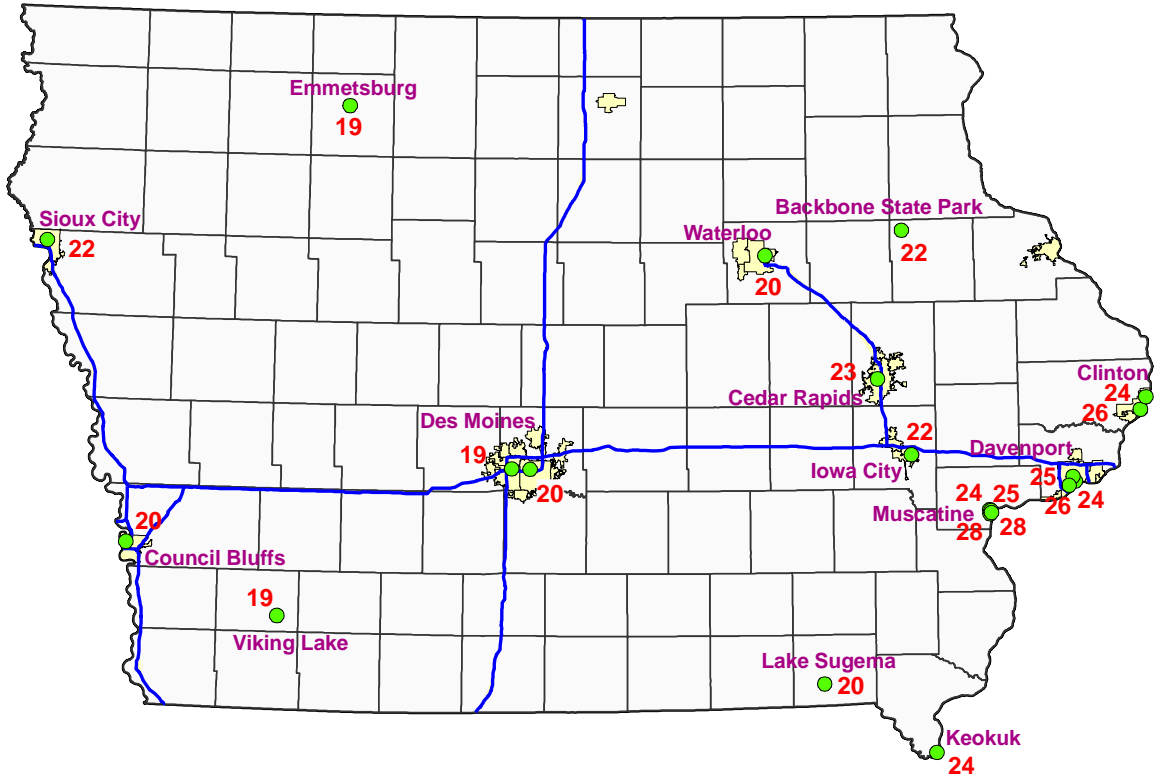 Emmetsburg
19
Sioux City
22
Backbone State Park
22
Waterloo
20
Clinton
24
26
23
Cedar Rapids
Des Moines
19
20
22
Iowa City
Davenport
25
26
24
24
25
Muscatine
28
28
20
Council Bluffs
19
Viking Lake
Lake Sugema
20
Keokuk
24